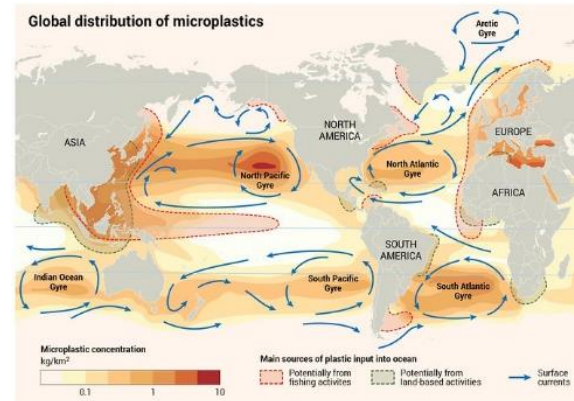 Global distribution of microplastics
Arctic
Gyre
NORTH
AMERICA
ASIA
EUROPE
North Pacific
Gyre
North Atlantic
Gyre
AFRICA
SOUTH
AMERICA
Indian Ocean
Gyre
South Pacific
Gyre
South Atlantic
Gyre
Microplastic concentration
kg/km²
0.1
1
10
Main sources of plastic input into ocean
Potentially from
fishing activites
Potentially from
land-based activities
Surface
currents